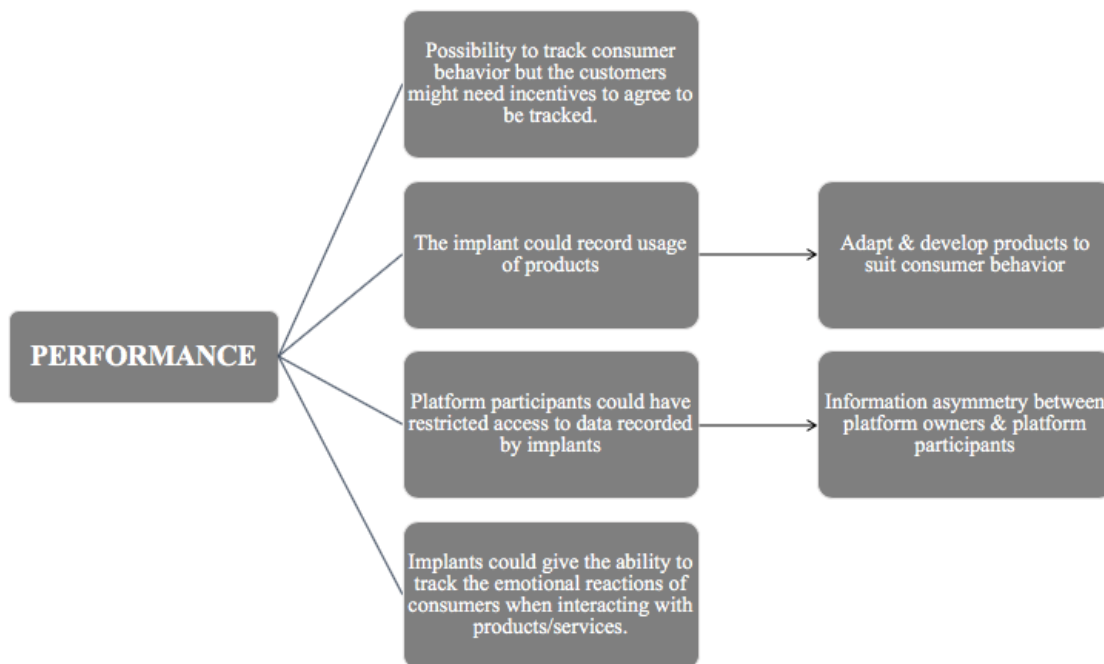 Possibility to track consumer
behavior but the customers
might need incentives to agree to
be tracked.
The implant could record usage
of products
Adapt & develop products to
suit consumer behavior
PERFORMANCE
Platform participants could have
restricted access to data recorded
by implants
Information asymmetry between
platform owners & platform
participants
Implants could give the ability to
track the emotional reactions of
consumers when interacting with
products/services.